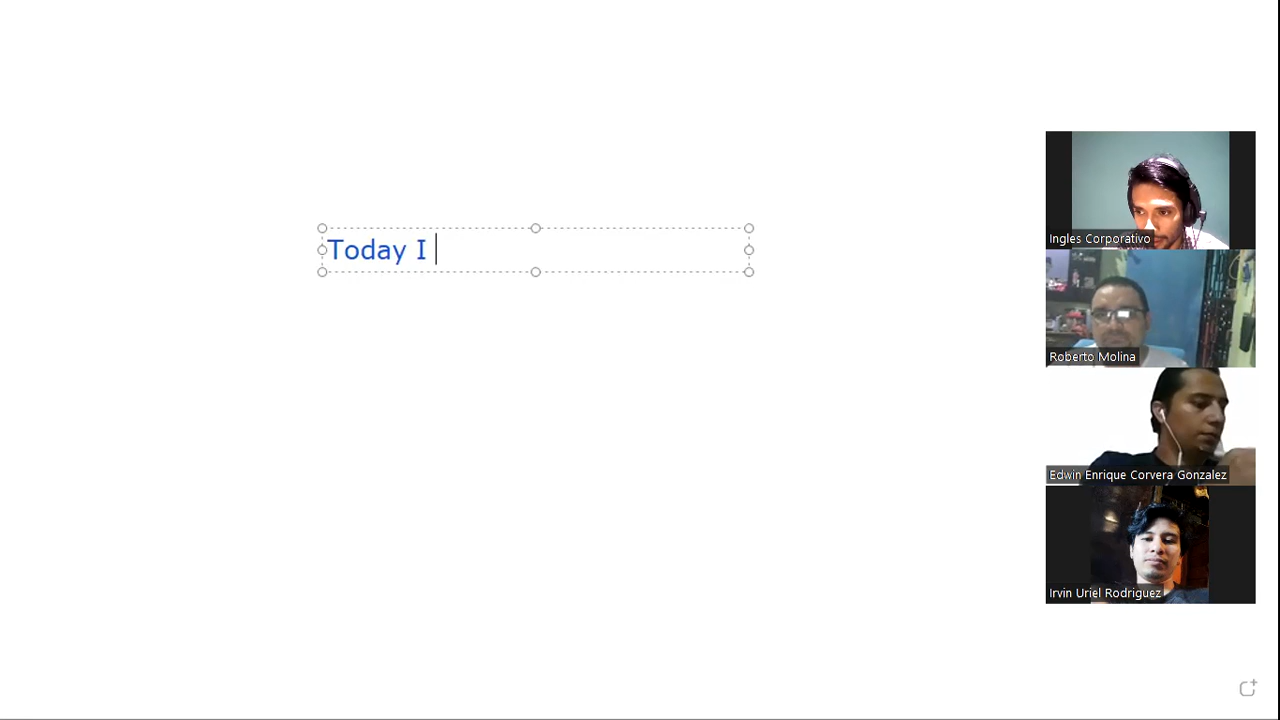 Today I
Ingles Corporativo
Roberto Molina
Edwin Enrique Corvera Gonzalez
Irvin Uriel Rodriguez